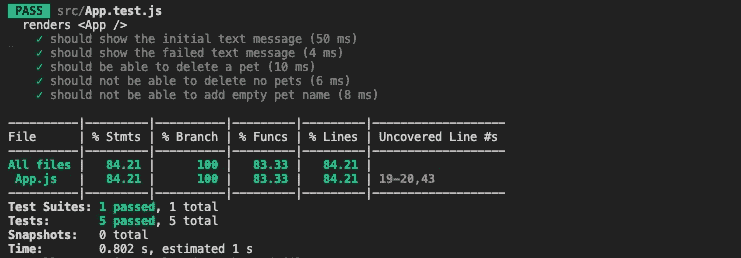 PASS src/App.test.js
renders <App />
✓ should show the initial text message (50 ms)
✓ should show the failed text message (4 ms)
✓ should be able to delete a pet (10 ms)
✓ should not be able to delete no pets (6 ms)
✓ should not be able to add empty pet name (8 ms)
File | % Stmts | % Branch | % Funcs | % Lines | Uncovered Line #s
All files | 84.21 | 100 | 83.33 | 84.21 |
App.js | 84.21 | 100 | 83.33 | 84.21 | 19-20,43
Test Suites: 1 passed, 1 total
Tests: 5 passed, 5 total
Snapshots: 0 total
Time: 0.802 s, estimated 1 s